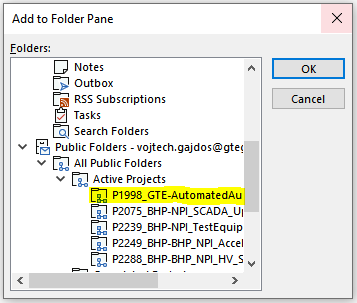 Add to Folder Pane
Folders:
OK
Cancel
Notes
Outbox
RSS Subscriptions
Tasks
Search Folders
Public Folders - vojtech.gajdos@gteg
All Public Folders
Active Projects
P1998_GTE-AutomatedAu
P2075_BHP-NPI_SCADA_Up
P2239_BHP-NPI_TestEquip
P2249_BHP-BHP_NPI_Accel
P2288_BHP-BHP_NPI_HV_S